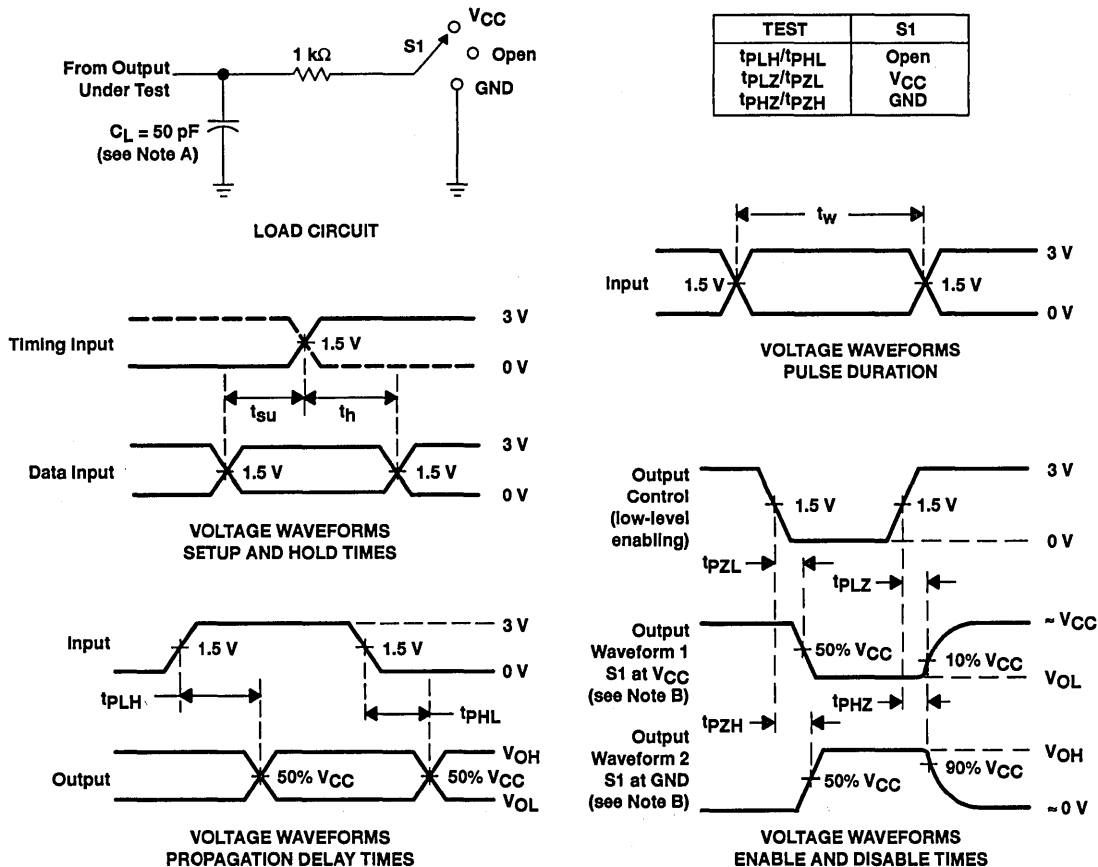 VCC
S1
1 kΩ
Open
From Output
Under Test
GND
CL = 50 pF
(see Note A)
LOAD CIRCUIT
TEST S1
tPLH/tPHL Open
tPLZ/tPZL VCC
tPHZ/tPZH GND
tw
3 V
Input
1.5 V
1.5 V
0 V
VOLTAGE WAVEFORMS
PULSE DURATION
3 V
Timing Input
1.5 V
0 V
tsu
th
3 V
Data Input
1.5 V
1.5 V
0 V
VOLTAGE WAVEFORMS
SETUP AND HOLD TIMES
3 V
Input
1.5 V
1.5 V
0 V
tPLH
tPHL
VOH
Output
50% VCC
50% VCC
VOL
VOLTAGE WAVEFORMS
PROPAGATION DELAY TIMES
Output
Control
(low-level
enabling)
3 V
1.5 V
1.5 V
0 V
tPZL
tPLZ
Output
Waveform 1
S1 at VCC
(see Note B)
≈ VCC
50% VCC
10% VCC
VOL
tPHZ
tPZH
Output
Waveform 2
S1 at GND
(see Note B)
VOH
50% VCC
90% VCC
≈ 0 V
VOLTAGE WAVEFORMS
ENABLE AND DISABLE TIMES